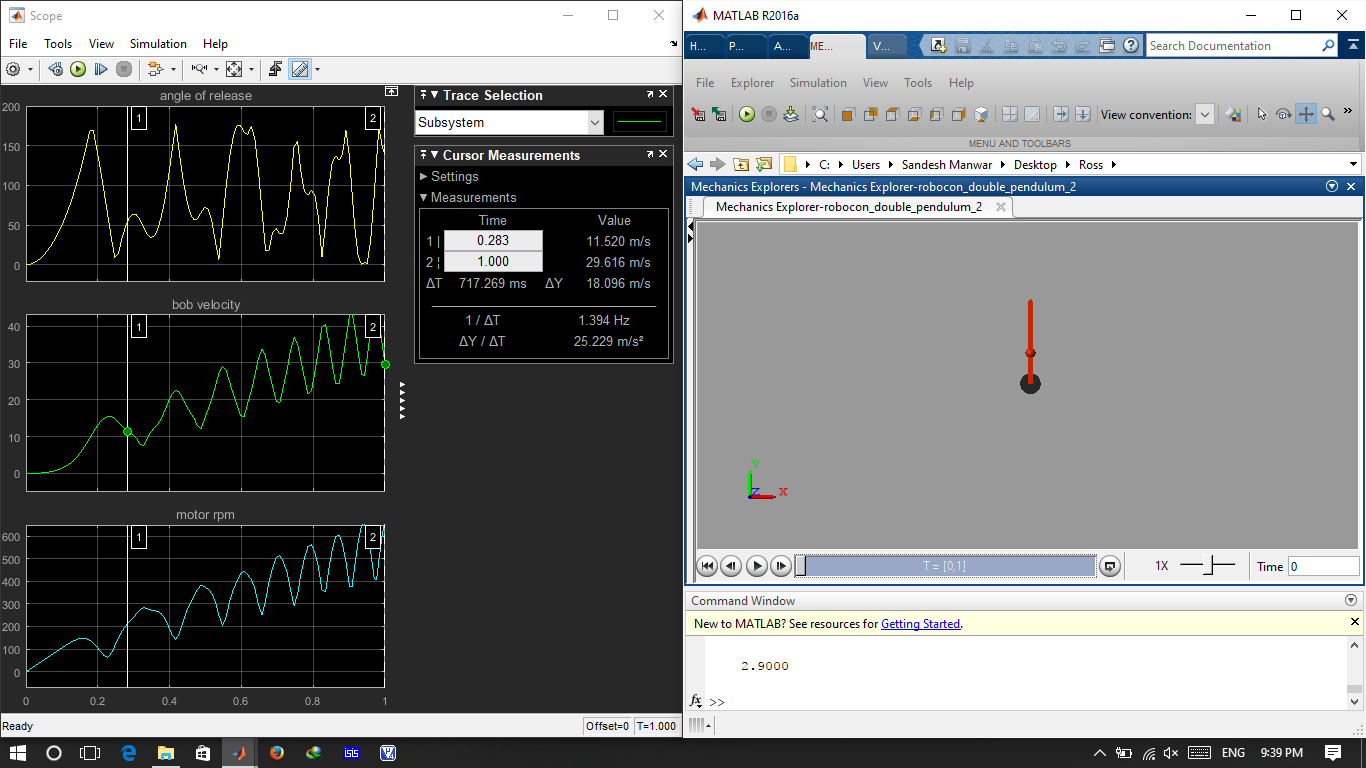 Scope
File Tools View Simulation Help
angle of release
200
150
100
50
0
1
2
bob velocity
40
30
20
10
0
1
2
motor rpm
600
500
400
300
200
100
0
1
2
0 0.2 0.4 0.6 0.8 1
Trace Selection
Subsystem
Cursor Measurements
Settings
Measurements
Time Value
1 | 0.283 11.520 m/s
2 ¦ 1.000 29.616 m/s
ΔT 717.269 ms ΔY 18.096 m/s
1 / ΔT 1.394 Hz
ΔY / ΔT 25.229 m/s²
Ready Offset=0 T=1.000
MATLAB R2016a
H... P... A... ME... V... Search Documentation
File Explorer Simulation View Tools Help
View convention:
MENU AND TOOLBARS
C: Users Sandesh Manwar Desktop Ross
Mechanics Explorers - Mechanics Explorer-robocon_double_pendulum_2
Mechanics Explorer-robocon_double_pendulum_2
Y
Z X
T = [0,1] 1X Time 0
Command Window
New to MATLAB? See resources for Getting Started.
2.9000
fx >>
isis
ENG 9:39 PM